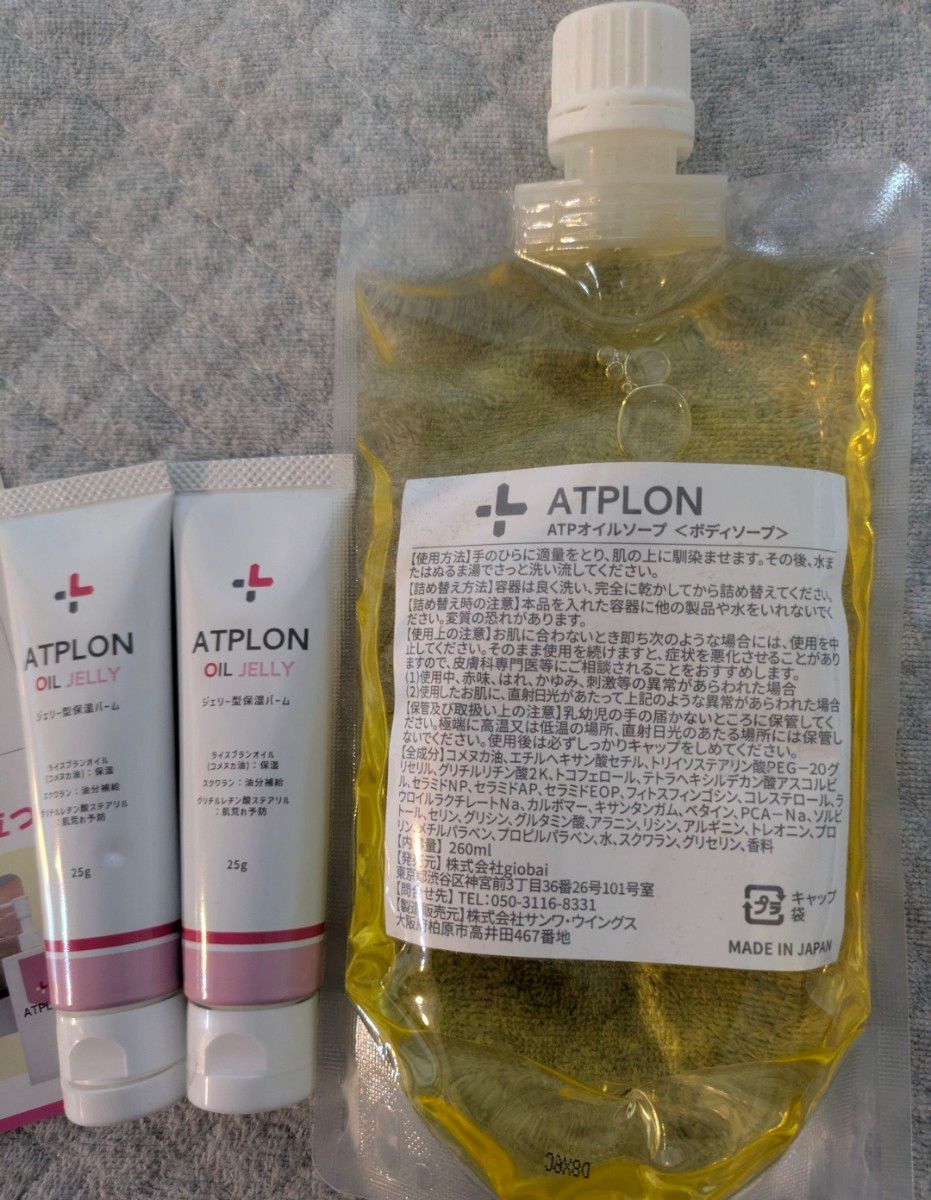 ATPLON
OIL JELLY
ジェリー型保湿バーム
ライスブランオイル
(コメヌカ油):保湿
スクワラン:油分補給
グリチルレチン酸ステアリル
:肌荒れ予防
25g
ATPLON
OIL JELLY
ジェリー型保湿バーム
ライスブランオイル
(コメヌカ油):保湿
スクワラン:油分補給
グリチルレチン酸ステアリル
:肌荒れ予防
25g
ATPLON
ATPオイルソープ <ボディソープ>
【使用方法】手のひらに適量をとり、肌の上に馴染ませます。その後、水ま
たはぬるま湯でさっと洗い流してください。
【詰め替え方法】容器は良く洗い、完全に乾かしてから詰め替えてください。
【詰め替え時の注意】本品を入れた容器に他の製品や水をいれないでく
ださい。変質の恐れがあります。
【使用上の注意】お肌に合わないとき即ち次のような場合には、使用を中
止してください。そのまま使用を続けますと、症状を悪化させることがあり
ますので、皮膚科専門医等にご相談されることをおすすめします。
(1)使用中、赤味、はれ、かゆみ、刺激等の異常があらわれた場合
(2)使用したお肌に、直射日光があたって上記のような異常があらわれた場合
【保管及び取扱い上の注意】乳幼児の手の届かないところに保管してく
ださい。極端に高温又は低温の場所、直射日光のあたる場所には保管し
ないでください。使用後は必ずしっかりキャップをしめてください。
【全成分】コメヌカ油、エチルヘキサン酸セチル、トリイソステアリン酸PEG-20グ
リセリル、グリチルリチン酸2K、トコフェロール、テトラヘキシルデカン酸アスコルビ
ル、セラミドNP、セラミドAP、セラミドEOP、フィトスフィンゴシン、コレステロール、ラ
ウロイルラクチレートNa、カルボマー、キサンタンガム、ベタイン、PCA-Na、ソルビ
トール、セリン、グリシン、グルタミン酸、アラニン、リシン、アルギニン、トレオニン、プロ
リン、メチルパラベン、プロピルパラベン、水、スクワラン、グリセリン、香料
【内容量】 260ml
【発売元】 株式会社giobai
東京都渋谷区神宮前3丁目36番26号101号室
【問合せ先】 TEL:050-3116-8331
【製造販売元】株式会社サンワ・ウイングス
大阪府柏原市高井田467番地
プラ
キャップ
袋
MADE IN JAPAN